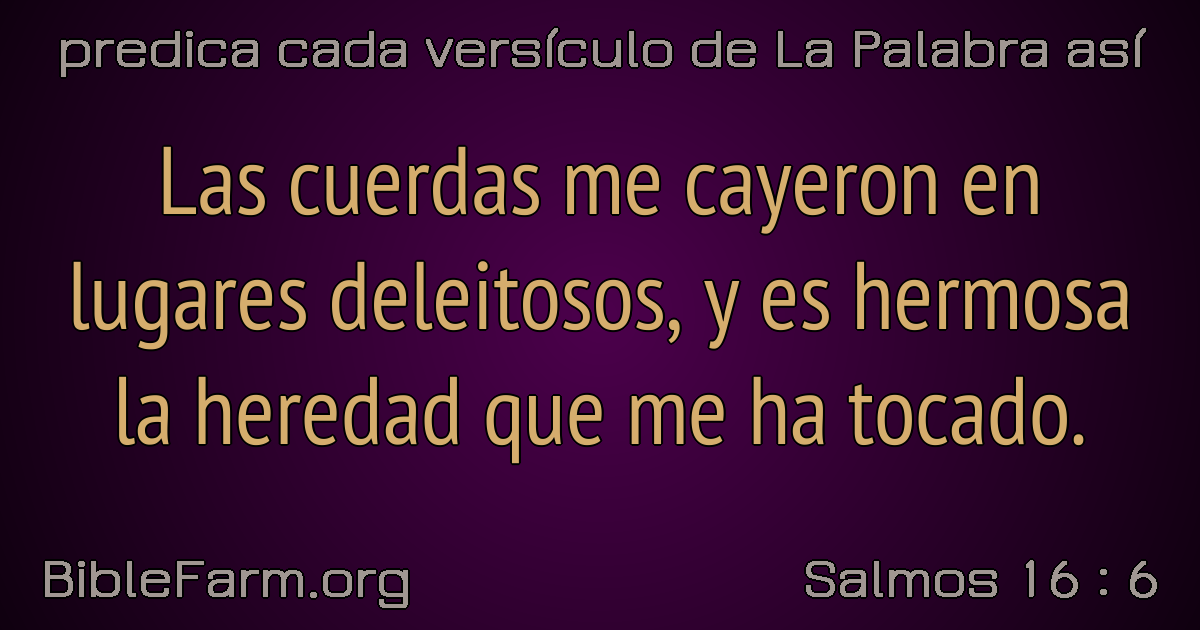 predica cada versículo de La Palabra así
Las cuerdas me cayeron en
lugares deleitosos, y es hermosa
la heredad que me ha tocado.
BibleFarm.org
Salmos 16 : 6